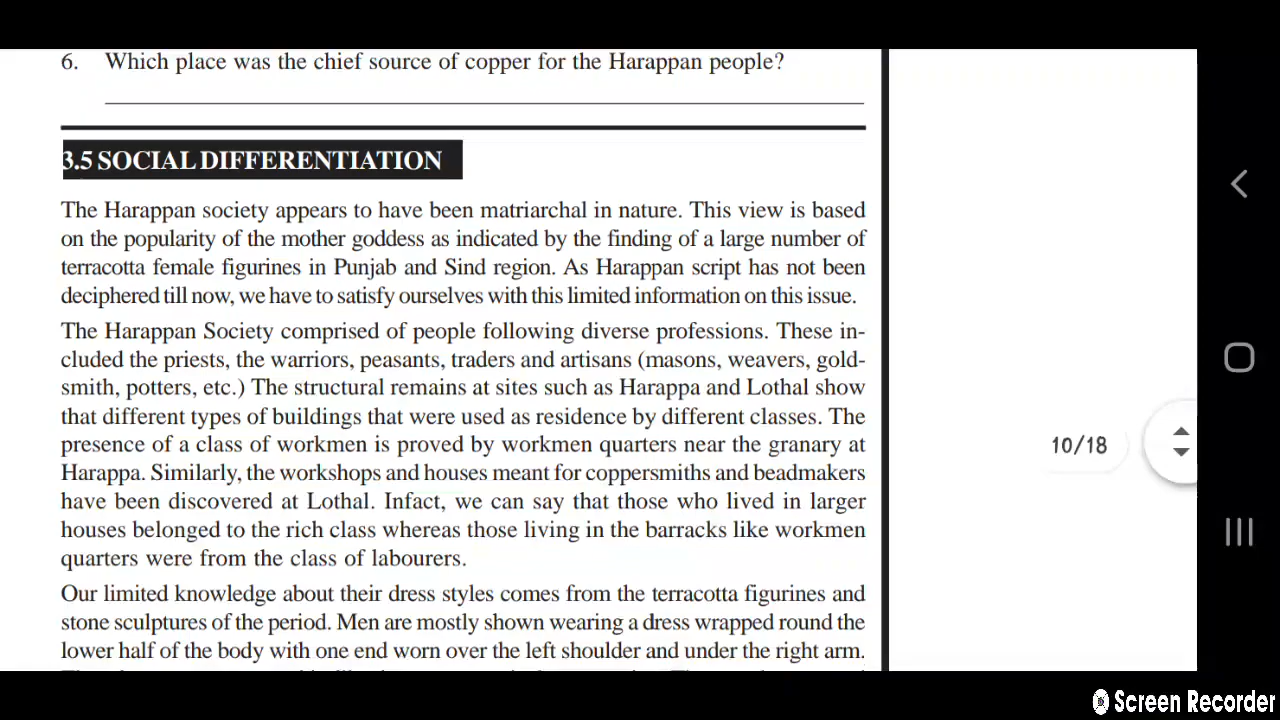 6. Which place was the chief source of copper for the Harappan people?
3.5 SOCIAL DIFFERENTIATION
The Harappan society appears to have been matriarchal in nature. This view is based
on the popularity of the mother goddess as indicated by the finding of a large number of
terracotta female figurines in Punjab and Sind region. As Harappan script has not been
deciphered till now, we have to satisfy ourselves with this limited information on this issue.
The Harappan Society comprised of people following diverse professions. These in-
cluded the priests, the warriors, peasants, traders and artisans (masons, weavers, gold-
smith, potters, etc.) The structural remains at sites such as Harappa and Lothal show
that different types of buildings that were used as residence by different classes. The
presence of a class of workmen is proved by workmen quarters near the granary at
Harappa. Similarly, the workshops and houses meant for coppersmiths and beadmakers
have been discovered at Lothal. Infact, we can say that those who lived in larger
houses belonged to the rich class whereas those living in the barracks like workmen
quarters were from the class of labourers.
Our limited knowledge about their dress styles comes from the terracotta figurines and
stone sculptures of the period. Men are mostly shown wearing a dress wrapped round the
lower half of the body with one end worn over the left shoulder and under the right arm.
10/18
Screen Recorder